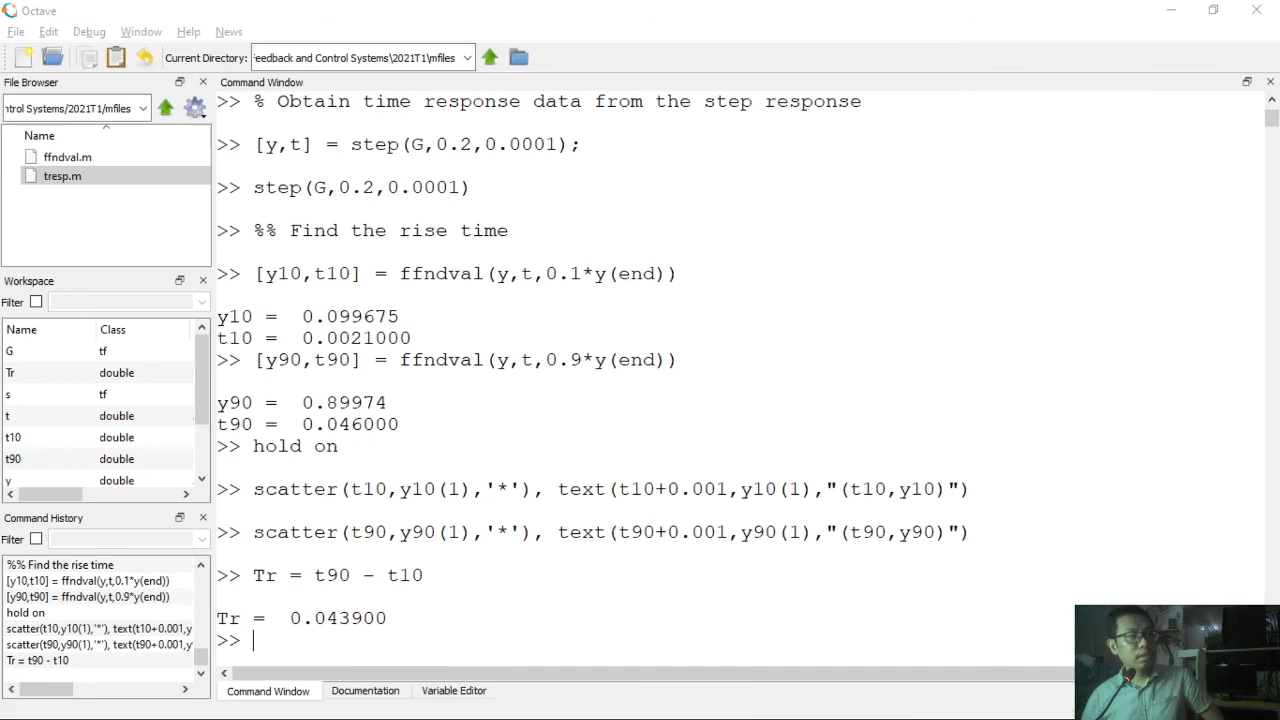 Octave
File Edit Debug Window Help News
Current Directory: Feedback and Control Systems\2021T1\mfiles
File Browser
Command Window
ntrol Systems/2021T1/mfiles
Name
ffndval.m
tresp.m
Workspace
Filter
Name Class
G tf
Tr double
s tf
t double
t10 double
t90 double
y double
Command History
Filter
%% Find the rise time
[y10,t10] = ffndval(y,t,0.1*y(end))
[y90,t90] = ffndval(y,t,0.9*y(end))
hold on
scatter(t10,y10(1),'*'), text(t10+0.001,y
scatter(t90,y90(1),'*'), text(t90+0.001,y
Tr = t90 - t10
>> % Obtain time response data from the step response
>> [y,t] = step(G,0.2,0.0001);
>> step(G,0.2,0.0001)
>> %% Find the rise time
>> [y10,t10] = ffndval(y,t,0.1*y(end))
y10 = 0.099675
t10 = 0.0021000
>> [y90,t90] = ffndval(y,t,0.9*y(end))
y90 = 0.89974
t90 = 0.046000
>> hold on
>> scatter(t10,y10(1),'*'), text(t10+0.001,y10(1),"(t10,y10)")
>> scatter(t90,y90(1),'*'), text(t90+0.001,y90(1),"(t90,y90)")
>> Tr = t90 - t10
Tr = 0.043900
>>
Command Window Documentation Variable Editor